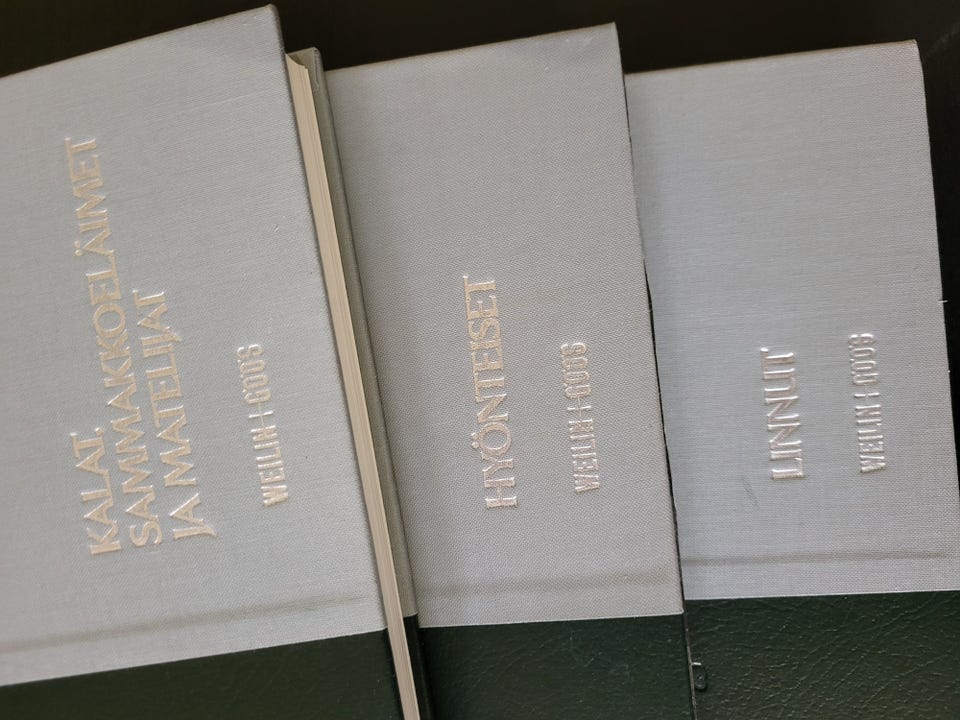 KALAT,
SAMMAKKOELÄIMET
JA MATELIJAT
WEILIN+GÖÖS
HYÖNTEISET
WEILIN+GÖÖS
LINNUT
WEILIN+GÖÖS